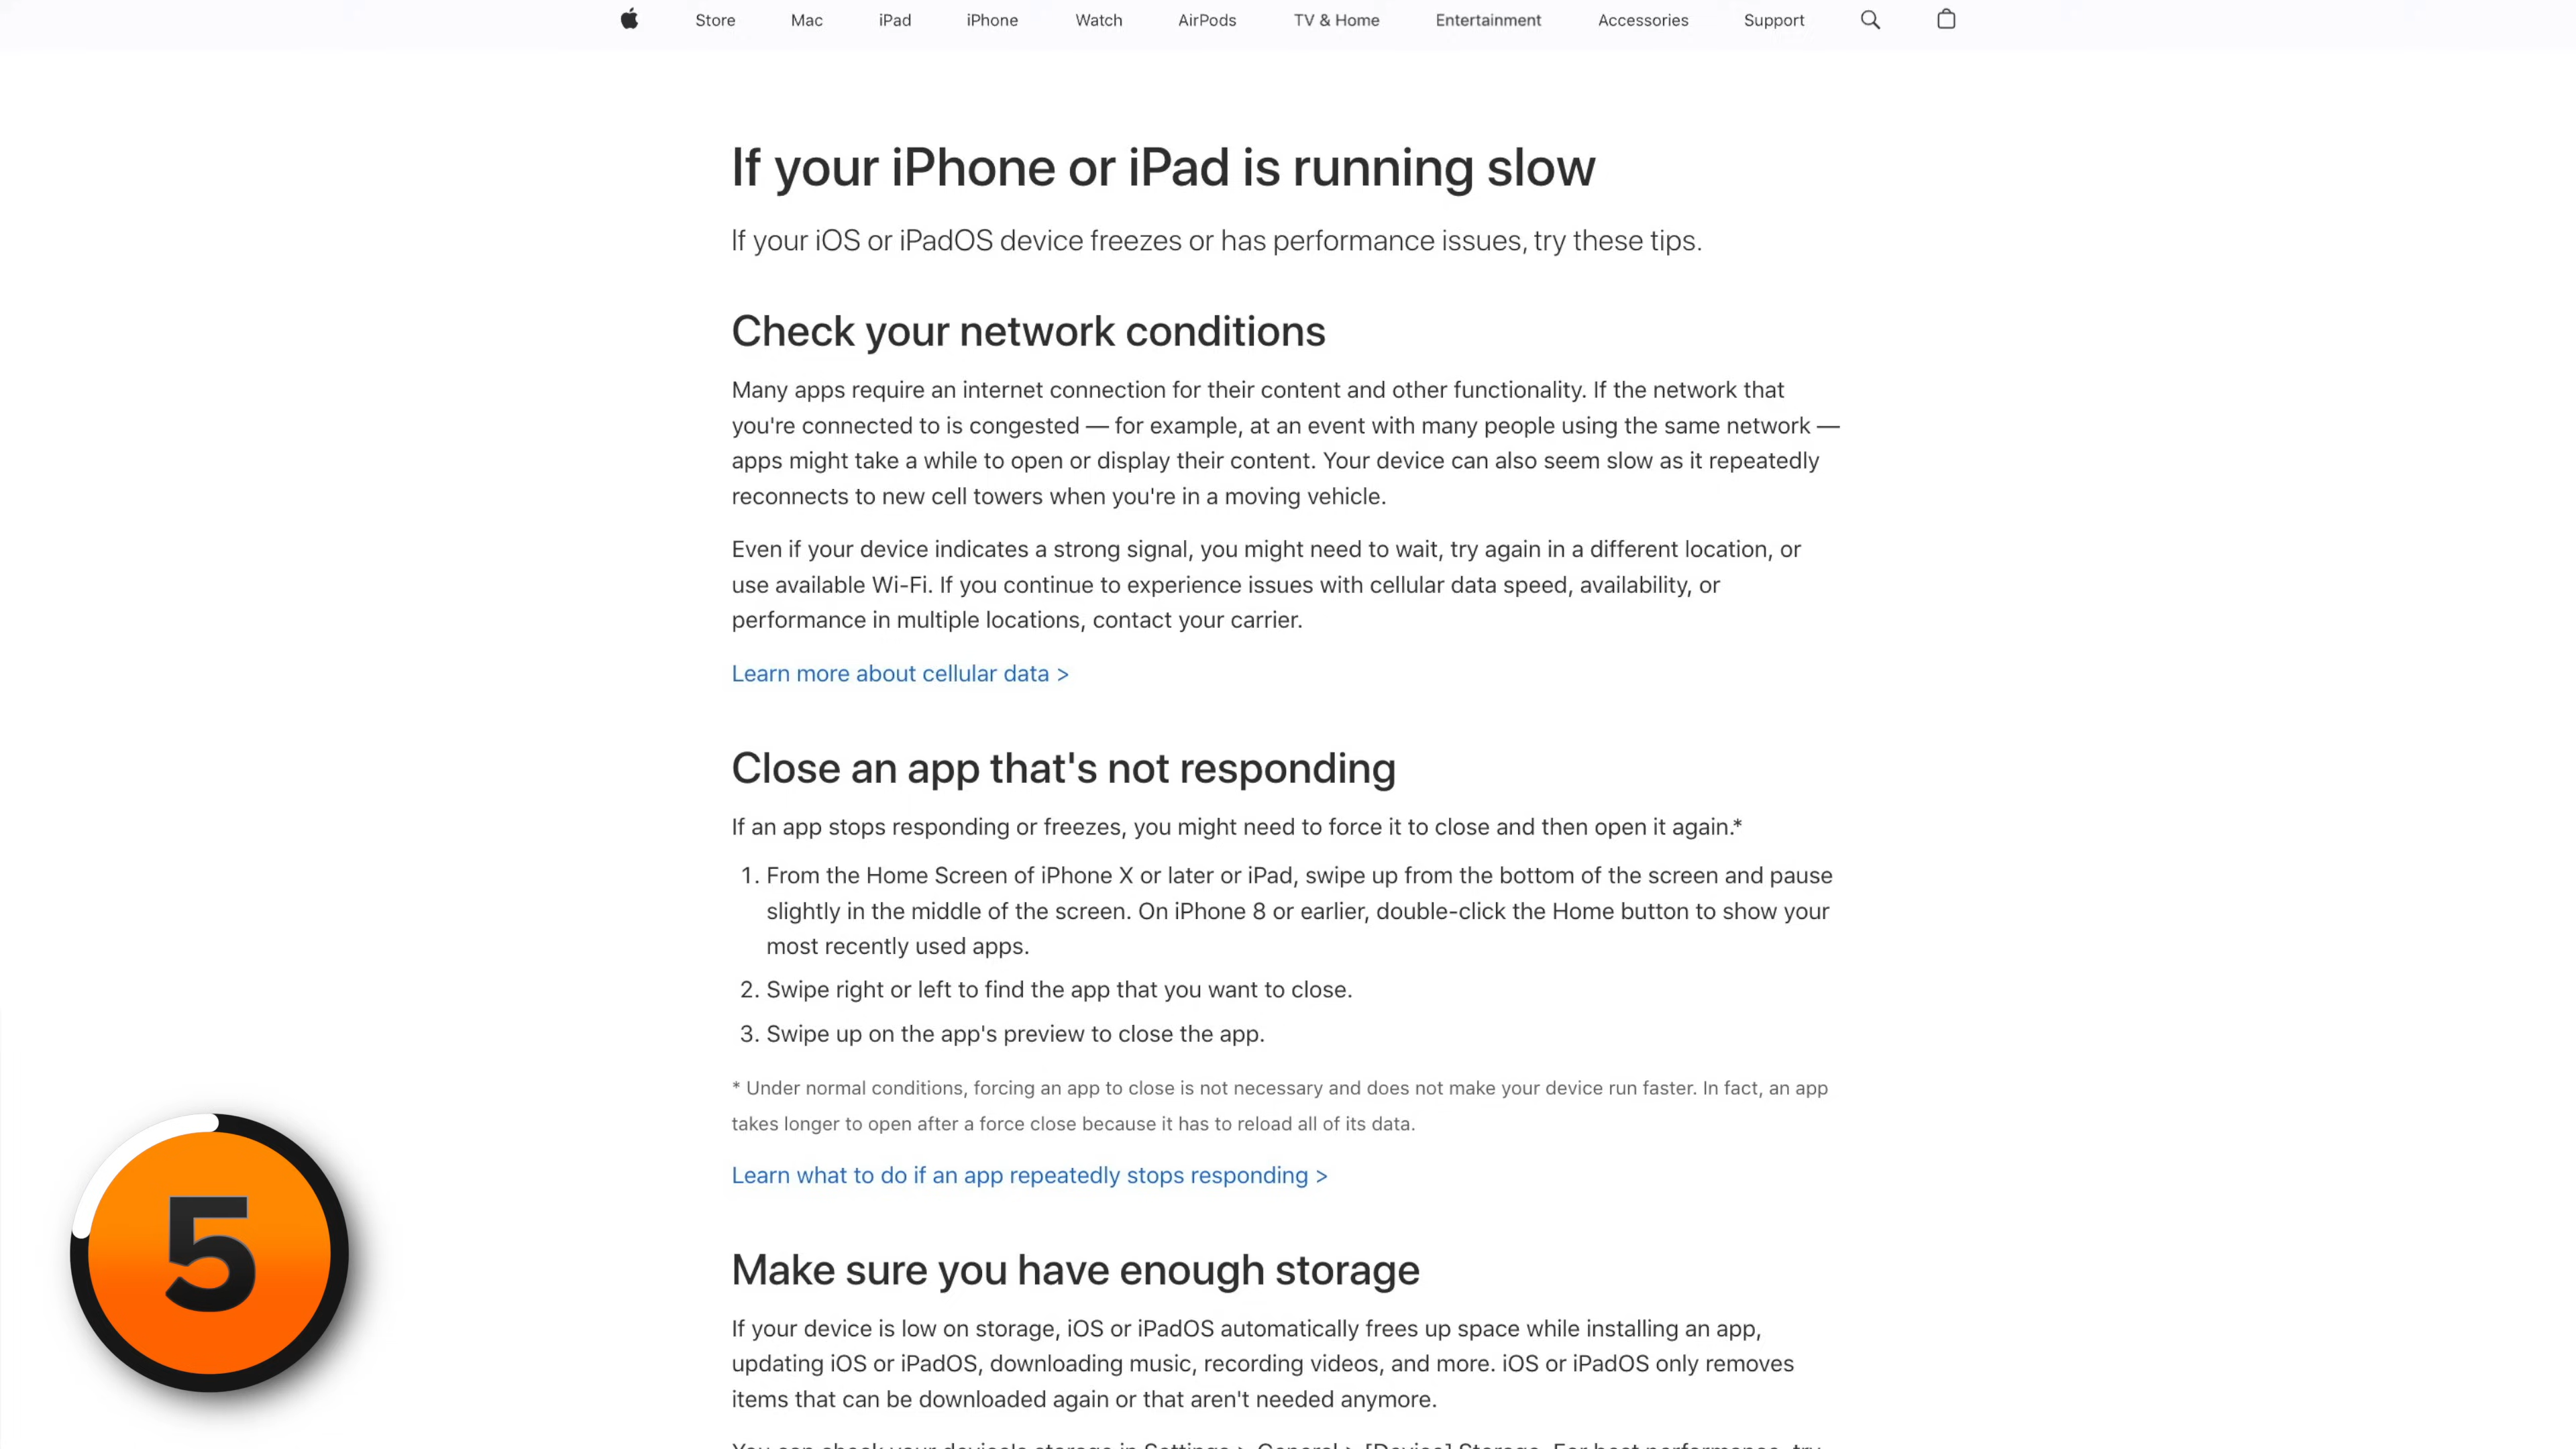 Store Mac iPad iPhone Watch AirPods TV & Home Entertainment Accessories Support
If your iPhone or iPad is running slow
If your iOS or iPadOS device freezes or has performance issues, try these tips.
Check your network conditions
Many apps require an internet connection for their content and other functionality. If the network that
you're connected to is congested — for example, at an event with many people using the same network —
apps might take a while to open or display their content. Your device can also seem slow as it repeatedly
reconnects to new cell towers when you're in a moving vehicle.
Even if your device indicates a strong signal, you might need to wait, try again in a different location, or
use available Wi-Fi. If you continue to experience issues with cellular data speed, availability, or
performance in multiple locations, contact your carrier.
Learn more about cellular data >
Close an app that's not responding
If an app stops responding or freezes, you might need to force it to close and then open it again.*
1. From the Home Screen of iPhone X or later or iPad, swipe up from the bottom of the screen and pause
slightly in the middle of the screen. On iPhone 8 or earlier, double-click the Home button to show your
most recently used apps.
2. Swipe right or left to find the app that you want to close.
3. Swipe up on the app's preview to close the app.
* Under normal conditions, forcing an app to close is not necessary and does not make your device run faster. In fact, an app
takes longer to open after a force close because it has to reload all of its data.
Learn what to do if an app repeatedly stops responding >
5
Make sure you have enough storage
If your device is low on storage, iOS or iPadOS automatically frees up space while installing an app,
updating iOS or iPadOS, downloading music, recording videos, and more. iOS or iPadOS only removes
items that can be downloaded again or that aren't needed anymore.
You can check your device's storage in Settings > General > [Device] Storage. For best performance, try